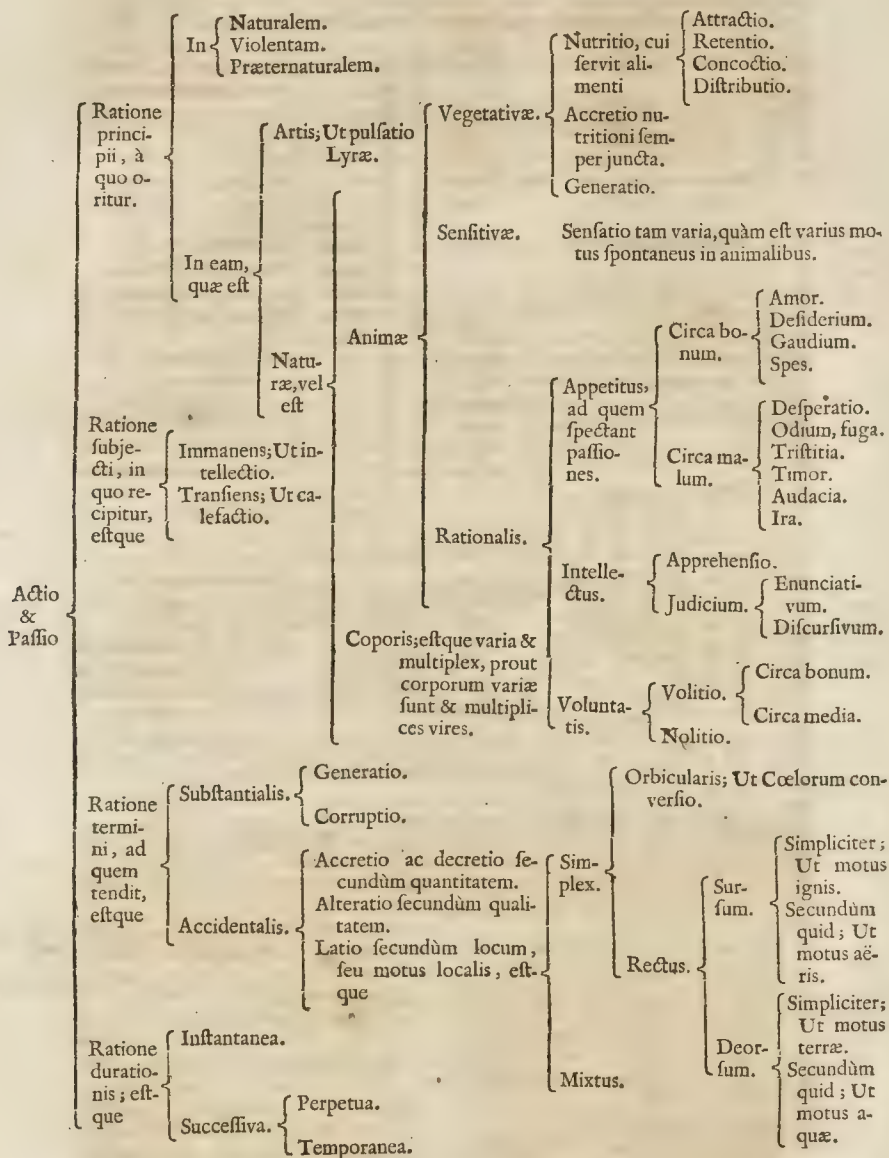 Actio
&
Passio
Ratione
princi-
pii, à
quo o-
ritur.
In
Naturalem.
Violentam.
Præternaturalem.
In eam,
quæ eſt
Artis; Ut pulſatio
Lyræ.
Natu-
ræ, vel
eſt
Animæ
Vegetativæ.
Nutritio, cui
ſervit ali-
menti
Attractio.
Retentio.
Concoctio.
Diſtributio.
Accretio nu-
tritioni ſem-
per juncta.
Generatio.
Senſitivæ.
Senſatio tam varia, quàm eſt varius mo-
tus ſpontaneus in animalibus.
Rationalis.
Appetitus,
ad quem
ſpectant
paſſio-
nes.
Circa bo-
num.
Amor.
Deſiderium.
Gaudium.
Spes.
Circa ma-
lum.
Deſperatio.
Odium, fuga.
Triſtitia.
Timor.
Audacia.
Ira.
Intelle-
ctus.
Apprehenſio.
Judicium.
Enunciati-
vum.
Diſcurſivum.
Volunta-
tis.
Volitio.
Circa bonum.
Circa media.
Nolitio.
Coporis; eſtque varia &
multiplex, prout
corporum variæ
ſunt & multipli-
ces vires.
Ratione
ſubje-
cti, in
quo re-
cipitur,
eſtque
Immanens; Ut in-
tellectio.
Tranſiens; Ut ca-
lefactio.
Ratione
termi-
ni, ad
quem
tendit,
eſtque
Subſtantialis.
Generatio.
Corruptio.
Accidentalis.
Accretio ac decretio ſe-
cundùm quantitatem.
Alteratio ſecundùm quali-
tatem.
Latio ſecundùm locum,
ſeu motus localis, eſt-
que
Sim-
plex.
Orbicularis; Ut Cœlorum con-
verſio.
Rectus.
Sur-
ſum.
Simpliciter;
Ut motus
ignis.
Secundùm
quid; Ut
motus aë-
ris.
Deor-
ſum.
Simpliciter;
Ut motus
terræ.
Secundùm
quid; Ut
motus a-
quæ.
Mixtus.
Ratione
duratio-
nis; eſt-
que
Inſtantanea.
Succeſſiva.
Perpetua.
Temporanea.